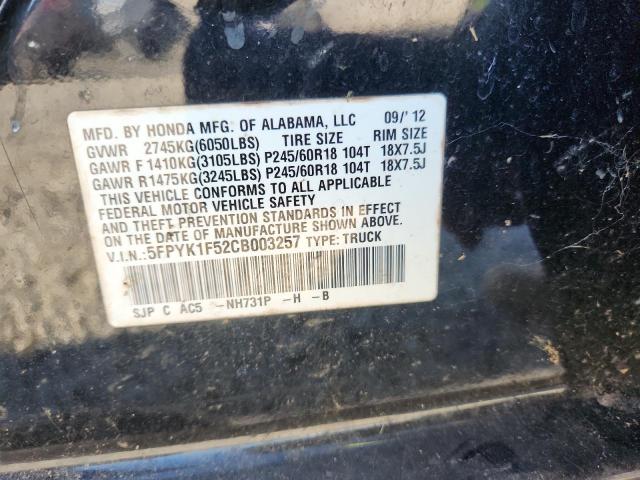 MFD. BY HONDA MFG. OF ALABAMA, LLC 09/'12
GVWR 2745KG(6050LBS) TIRE SIZE RIM SIZE
GAWR F 1410KG(3105LBS) P245/60R18 104T 18X7.5J
GAWR R1475KG(3245LBS) P245/60R18 104T 18X7.5J
THIS VEHICLE CONFORMS TO ALL APPLICABLE
FEDERAL MOTOR VEHICLE SAFETY
AND THEFT PREVENTION STANDARDS IN EFFECT
ON THE DATE OF MANUFACTURE SHOWN ABOVE.
V.I.N.:5FPYK1F52CB003257 TYPE:TRUCK
SJP C AC5 -NH731P -H -B